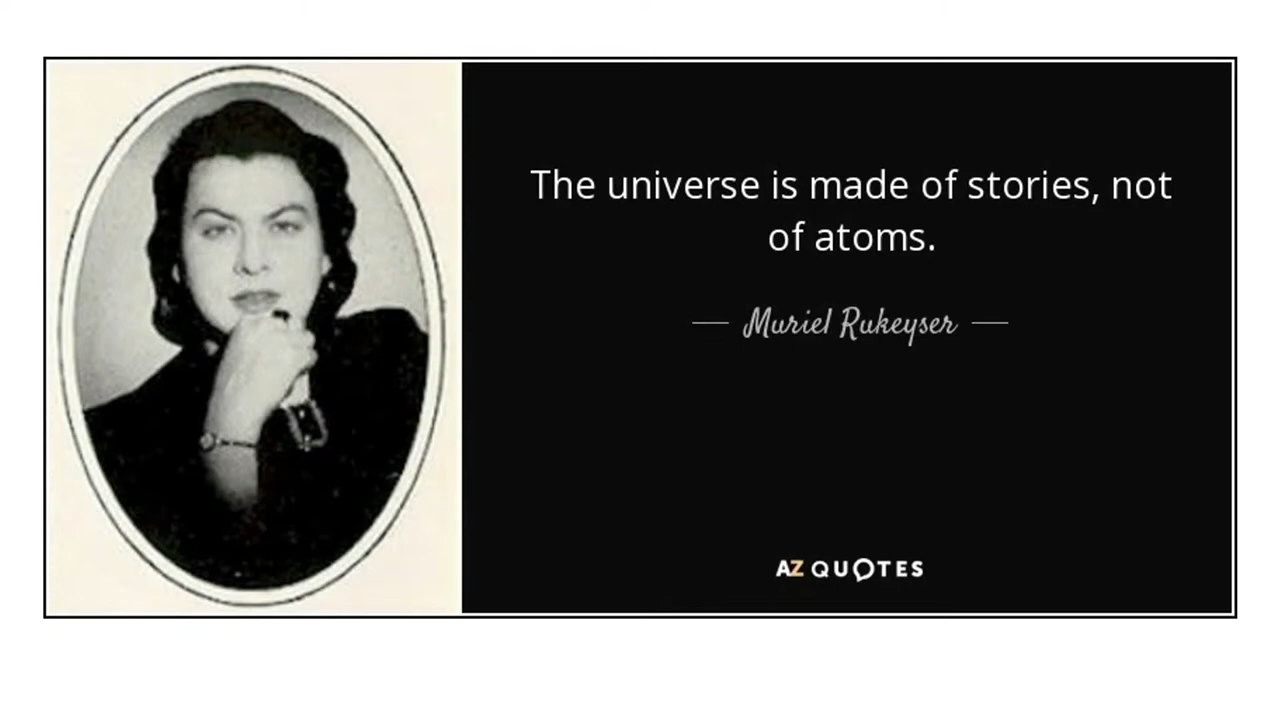 The universe is made of stories, not
of atoms.
— Muriel Rukeyser —
AZ QUOTES